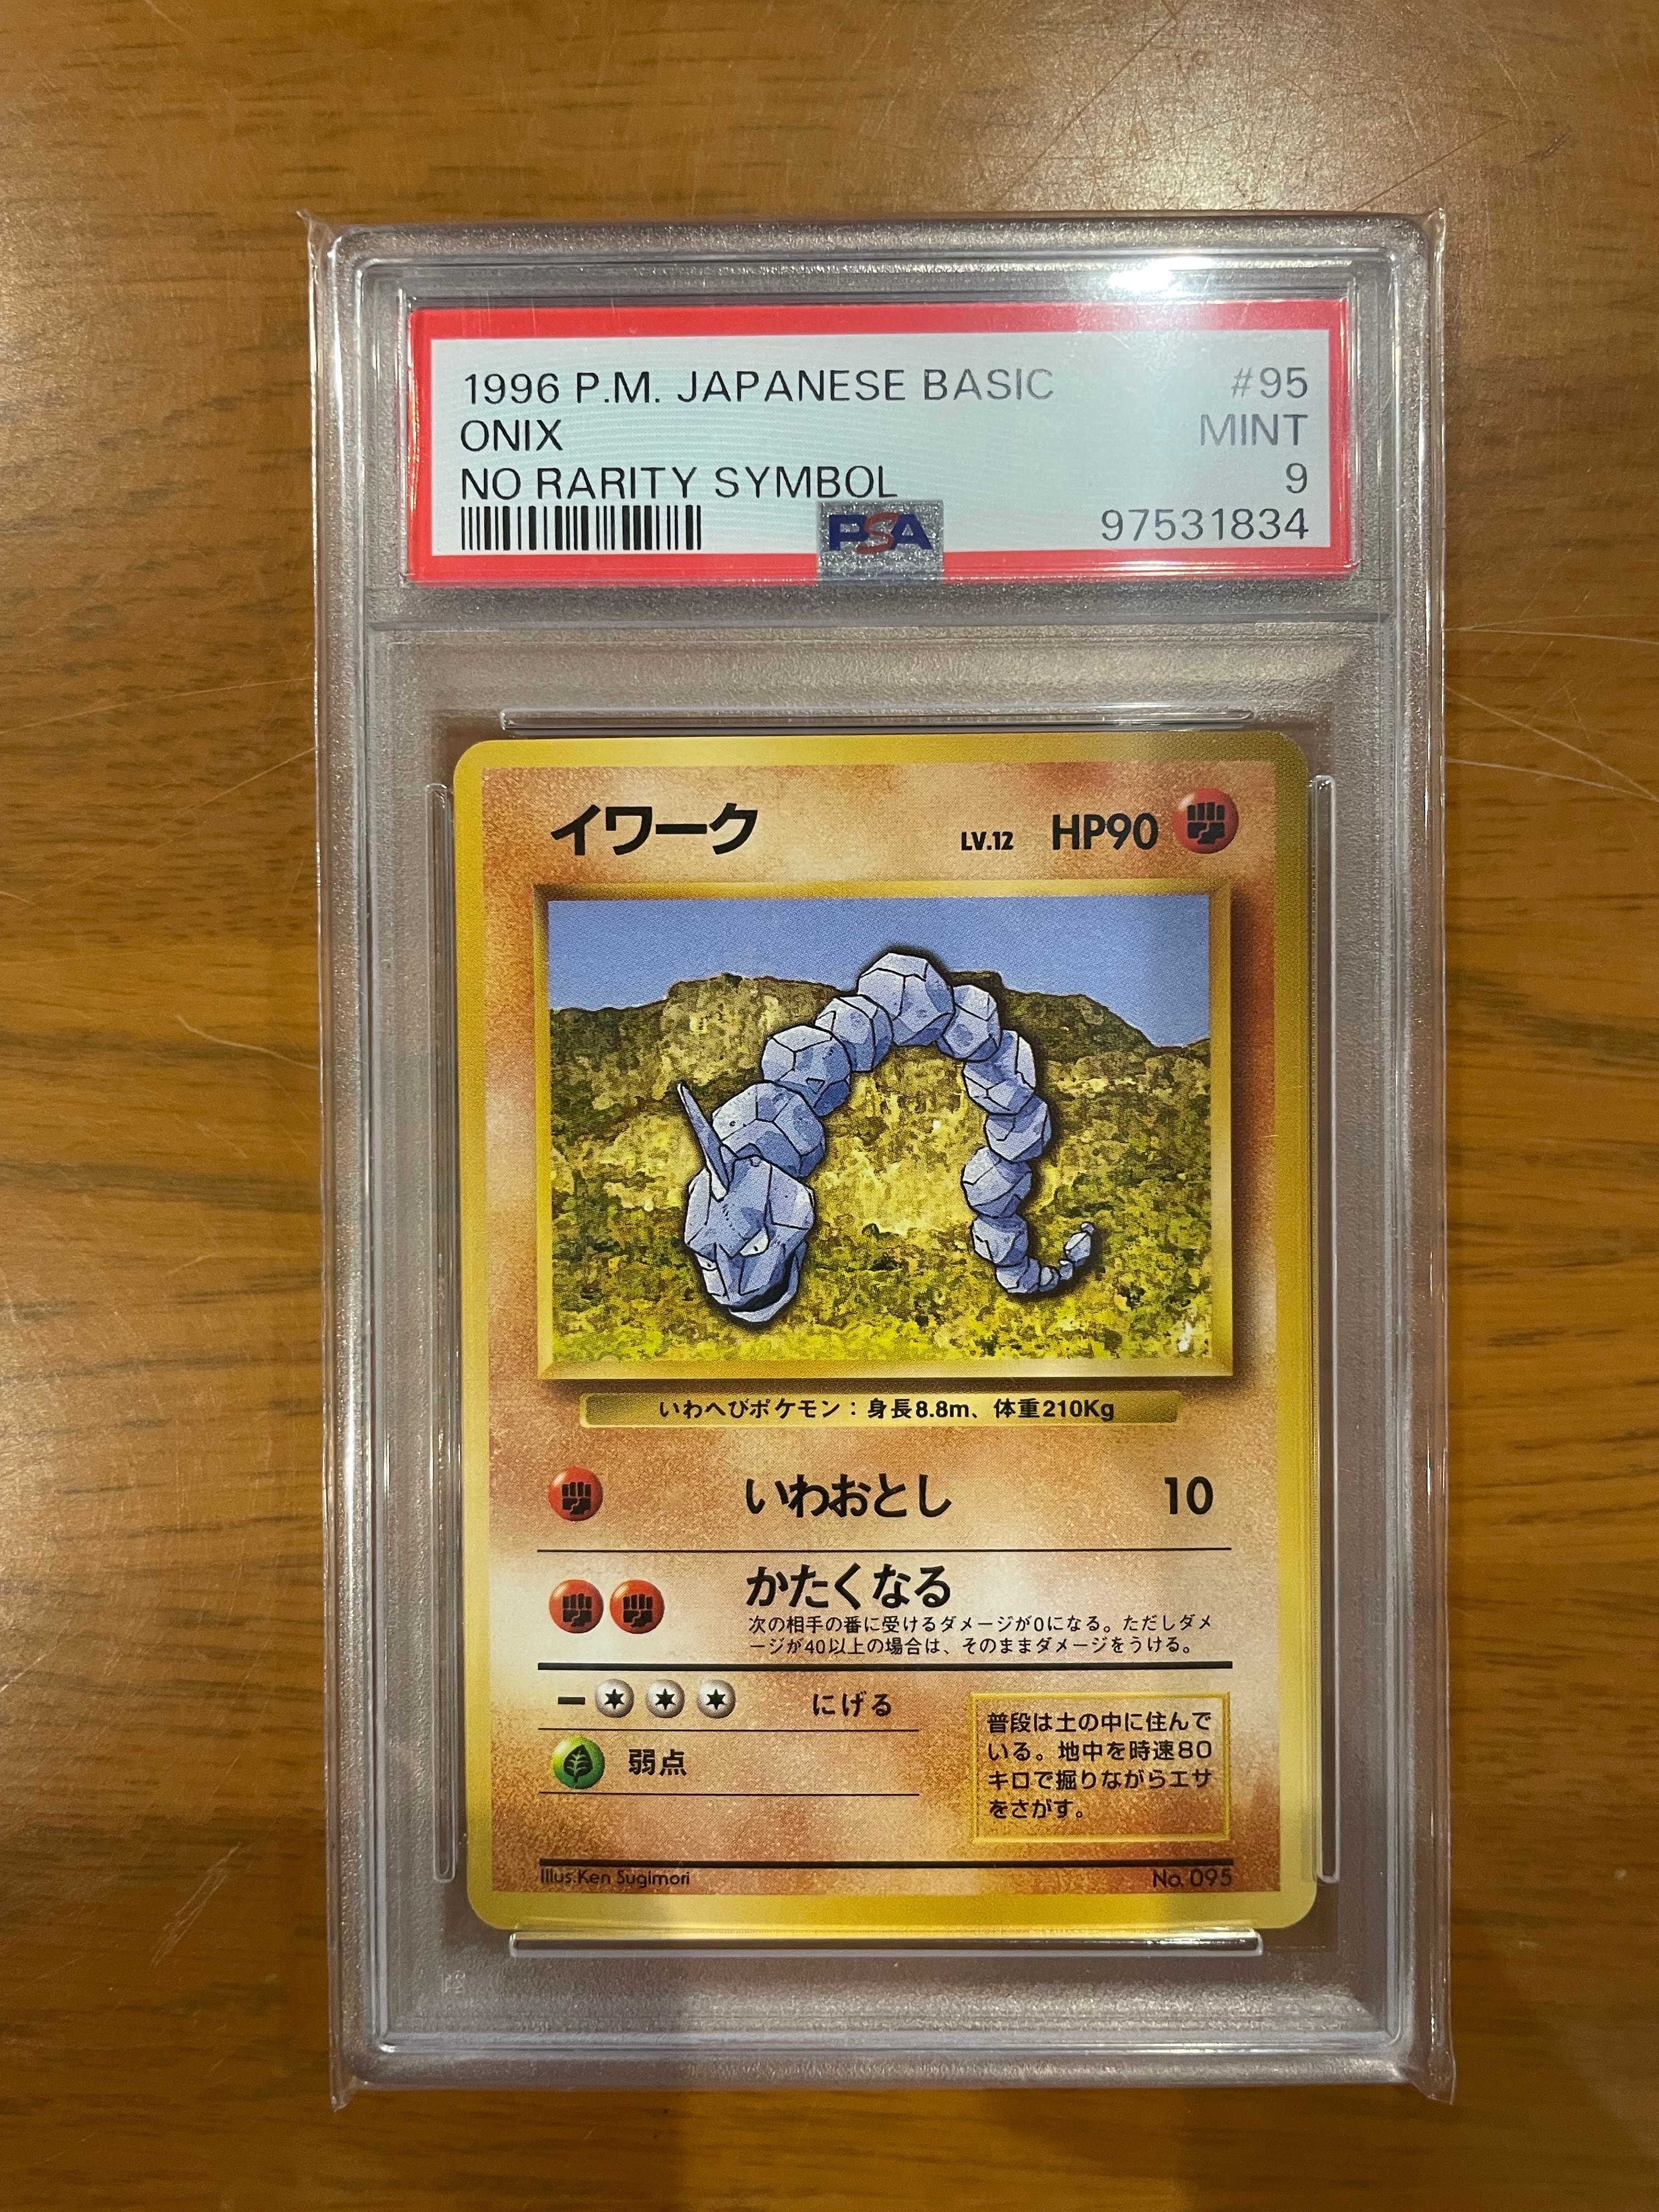 1996 P.M. JAPANESE BASIC #95
ONIX MINT
NO RARITY SYMBOL 9
PSA 97531834
イワーク LV.12 HP90
いわへびポケモン：身長8.8m、体重210Kg
いわおとし 10
かたくなる
次の相手の番に受けるダメージが0になる。ただしダメ
ージが40以上の場合は、そのままダメージをうける。
にげる
弱点
普段は土の中に住んで
いる。地中を時速80
キロで掘りながらエサ
をさがす。
Illus.Ken Sugimori No. 095